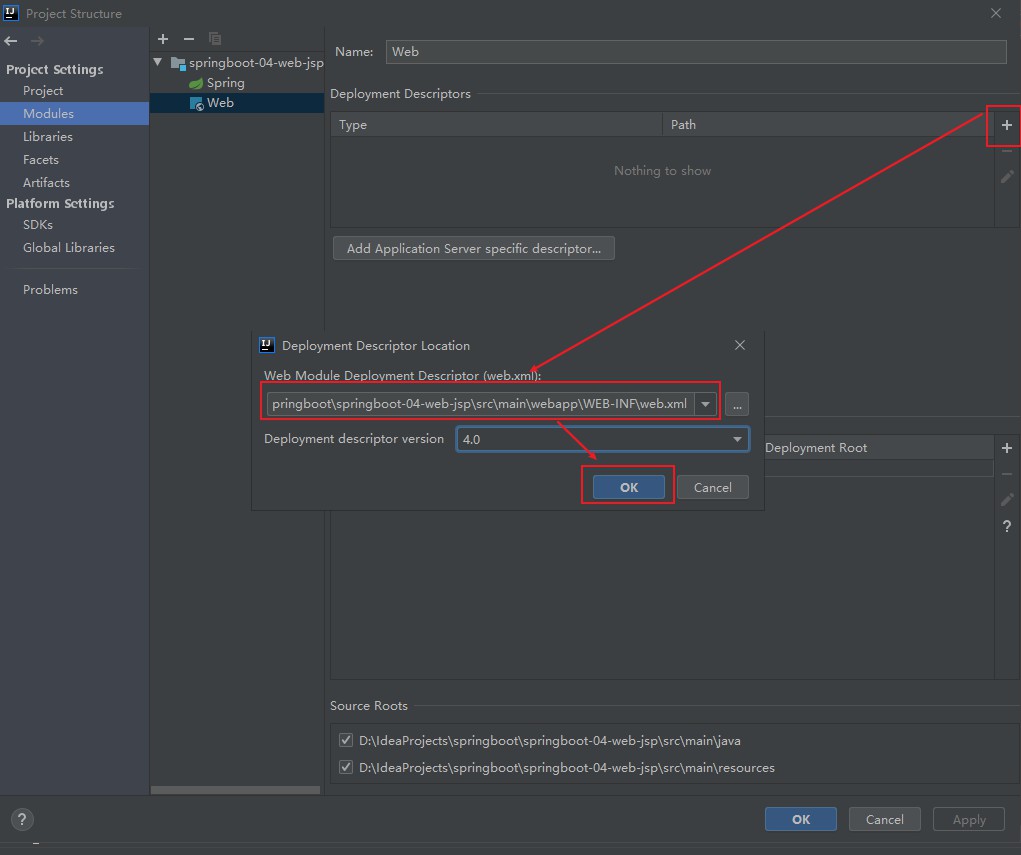 Project Structure
Project Settings
Project
Modules
Libraries
Facets
Artifacts
Platform Settings
SDKs
Global Libraries
Problems
springboot-04-web-jsp
Spring
Web
Name: Web
Deployment Descriptors
Type Path
Nothing to show
Add Application Server specific descriptor...
Deployment Descriptor Location
Web Module Deployment Descriptor (web.xml):
pringboot\springboot-04-web-jsp\src\main\webapp\WEB-INF\web.xml ...
Deployment descriptor version 4.0
OK Cancel
Deployment Root
?
Source Roots
D:\IdeaProjects\springboot\springboot-04-web-jsp\src\main\java
D:\IdeaProjects\springboot\springboot-04-web-jsp\src\main\resources
? OK Cancel Apply